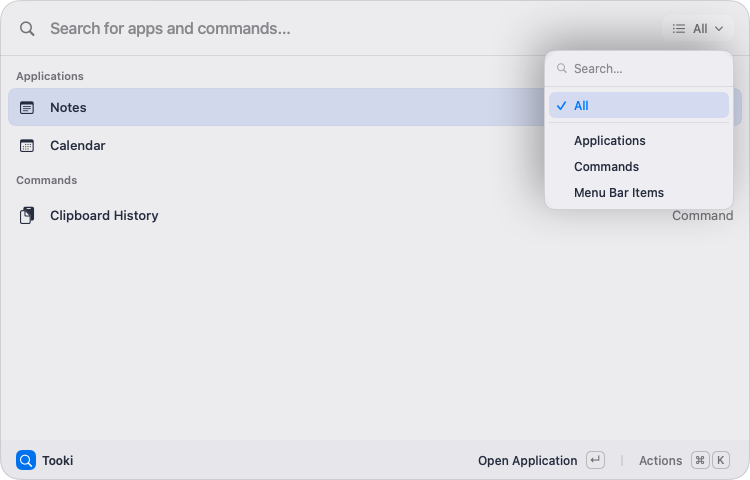 Search for apps and commands...
All
Search...
All
Applications
Commands
Menu Bar Items
Applications
Notes
Calendar
Commands
Clipboard History
Command
Tooki
Open Application
Actions ⌘ K